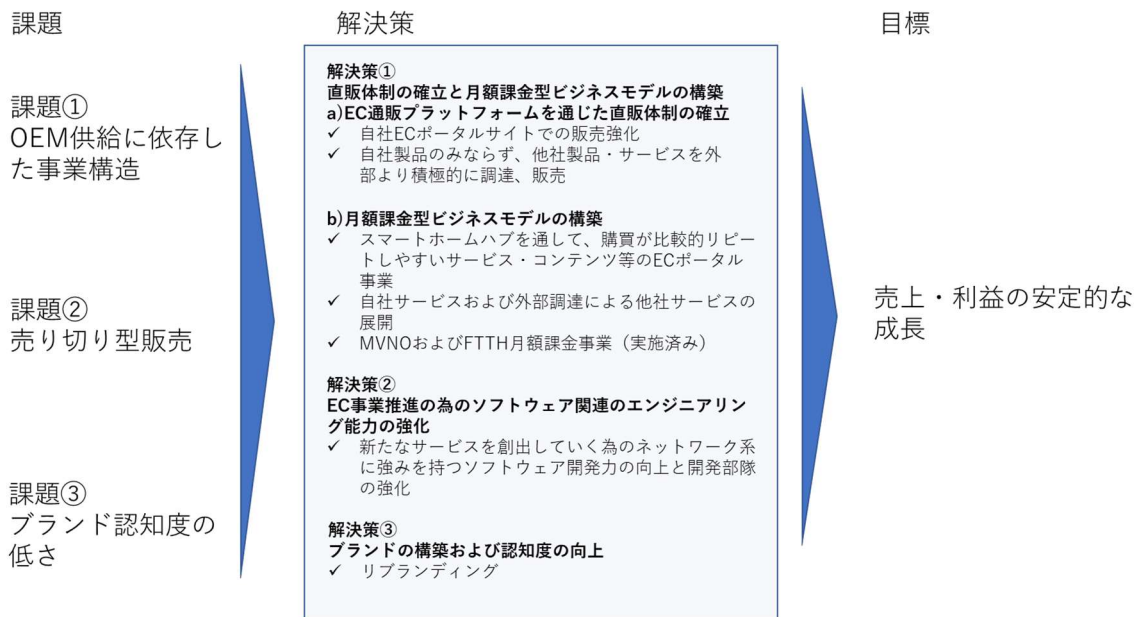 課題
解決策
目標
課題①
OEM供給に依存し
た事業構造
課題②
売り切り型販売
課題③
ブランド認知度の
低さ
解決策①
直販体制の確立と月額課金型ビジネスモデルの構築
a)EC通販プラットフォームを通じた直販体制の確立
✓ 自社ECポータルサイトでの販売強化
✓ 自社製品のみならず、他社製品・サービスを外
部より積極的に調達、販売
b)月額課金型ビジネスモデルの構築
✓ スマートホームハブを通して、購買が比較的リピー
トしやすいサービス・コンテンツ等のECポータル
事業
✓ 自社サービスおよび外部調達による他社サービスの
展開
✓ MVNOおよびFTTH月額課金事業（実施済み）
解決策②
EC事業推進の為のソフトウェア関連のエンジニアリン
グ能力の強化
✓ 新たなサービスを創出していく為のネットワーク系
に強みを持つソフトウェア開発力の向上と開発部隊
の強化
解決策③
ブランドの構築および認知度の向上
✓ リブランディング
売上・利益の安定的な
成長